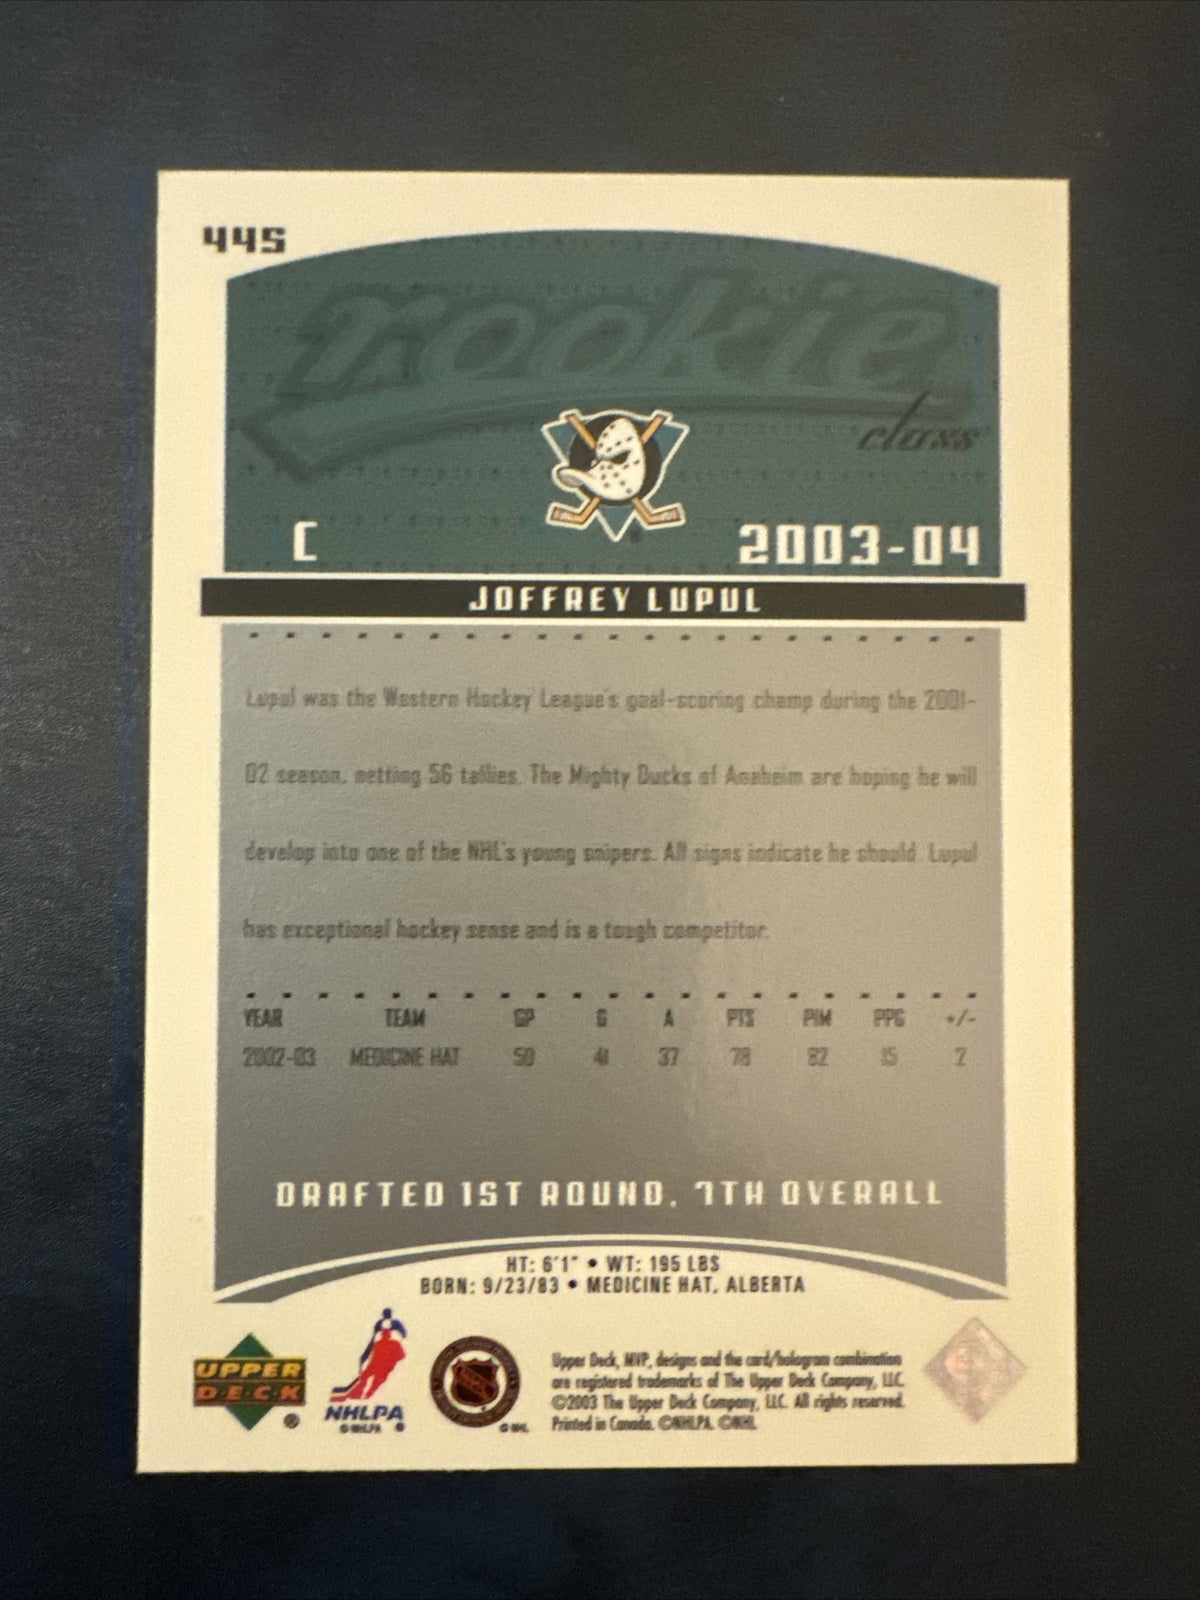 445
rookie
class
C
2003-04
JOFFREY LUPUL
Lupul was the Western Hockey League's goal-scoring champ during the 2001-
02 season, netting 56 tallies. The Mighty Ducks of Anaheim are hoping he will
develop into one of the NHL's young snipers. All signs indicate he should. Lupul
has exceptional hockey sense and is a tough competitor.
YEAR TEAM GP G A PTS PIM PPG +/-
2002-03 MEDICINE HAT 50 41 37 78 82 15 2
DRAFTED 1ST ROUND, 7TH OVERALL
HT: 6'1" • WT: 195 LBS
BORN: 9/23/83 • MEDICINE HAT, ALBERTA
UPPER
DECK
®
NHLPA
© NHLPA ®
© NHL
Upper Deck, MVP, designs and the card/hologram combination
are registered trademarks of The Upper Deck Company, LLC.
©2003 The Upper Deck Company, LLC. All rights reserved.
Printed in Canada. ©NHLPA. ©NHL